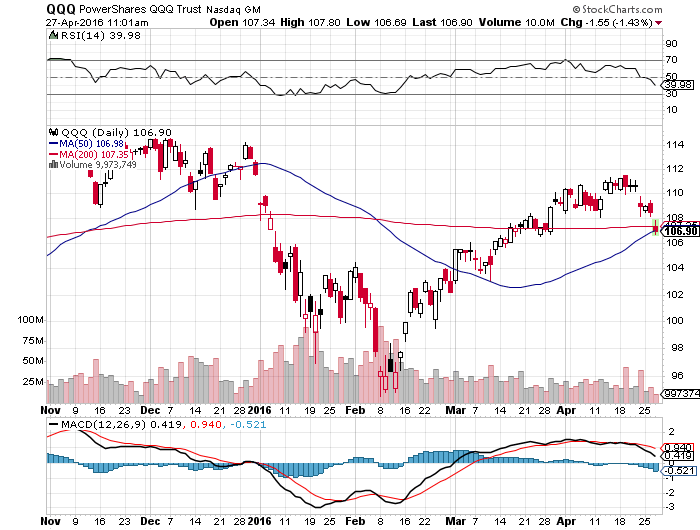 QQQ PowerShares QQQ Trust Nasdaq GM © StockCharts.com
27-Apr-2016 11:01am Open 107.34 High 107.80 Low 106.69 Last 106.90 Volume 10.0M Chg -1.55 (-1.43%)
RSI(14) 39.98
90
70
50
39.98
30
10
QQQ (Daily) 106.90
MA(50) 106.98
MA(200) 107.35
Volume 9,973,749
114
112
110
108
106.90
104
102
100
98
96
100M
75M
50M
25M
9973749
Nov 9 16 23 Dec 7 14 21 28 2016 11 19 25 Feb 8 16 22 Mar 7 14 21 28 Apr 11 18 25
MACD(12,26,9) 0.419, 0.940, -0.521
2
1
0.940
0.419
-0.521
-1
-2
-3
Nov 9 16 23 Dec 7 14 21 28 2016 11 19 25 Feb 8 16 22 Mar 7 14 21 28 Apr 11 18 25